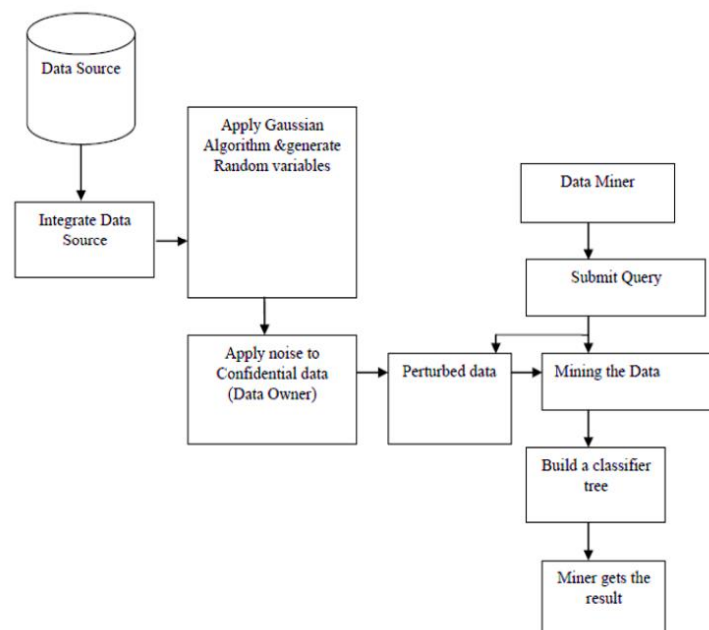 Data Source
Apply Gaussian
Algorithm &generate
Random variables
Data Miner
Integrate Data
Source
Submit Query
Apply noise to
Confidential data
(Data Owner)
Perturbed data
Mining the Data
Build a classifier
tree
Miner gets the
result